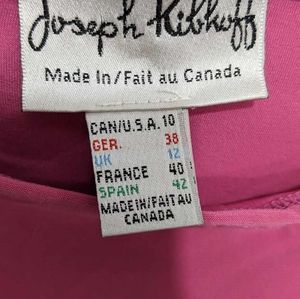 Joseph Ribkoff
Made In/Fait au Canada
CAN/U.S.A. 10
GER. 38
UK 12
FRANCE 40
SPAIN 42
MADE IN/FAIT AU
CANADA